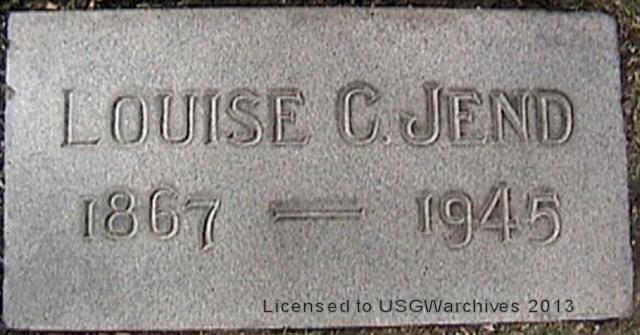 LOUISE C. JEND
1867 — 1945
Licensed to USGWarchives 2013